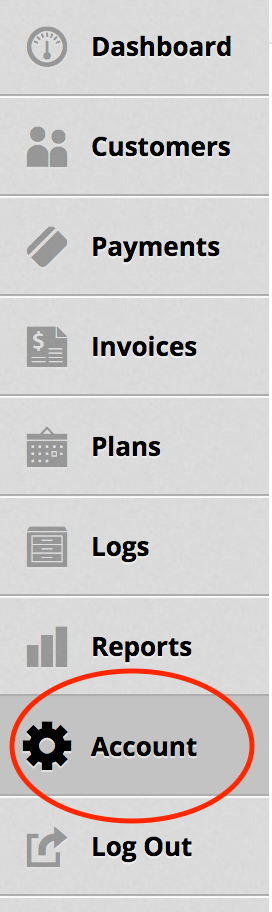 Dashboard
Customers
Payments
$ Invoices
Plans
Logs
Reports
Account
Log Out